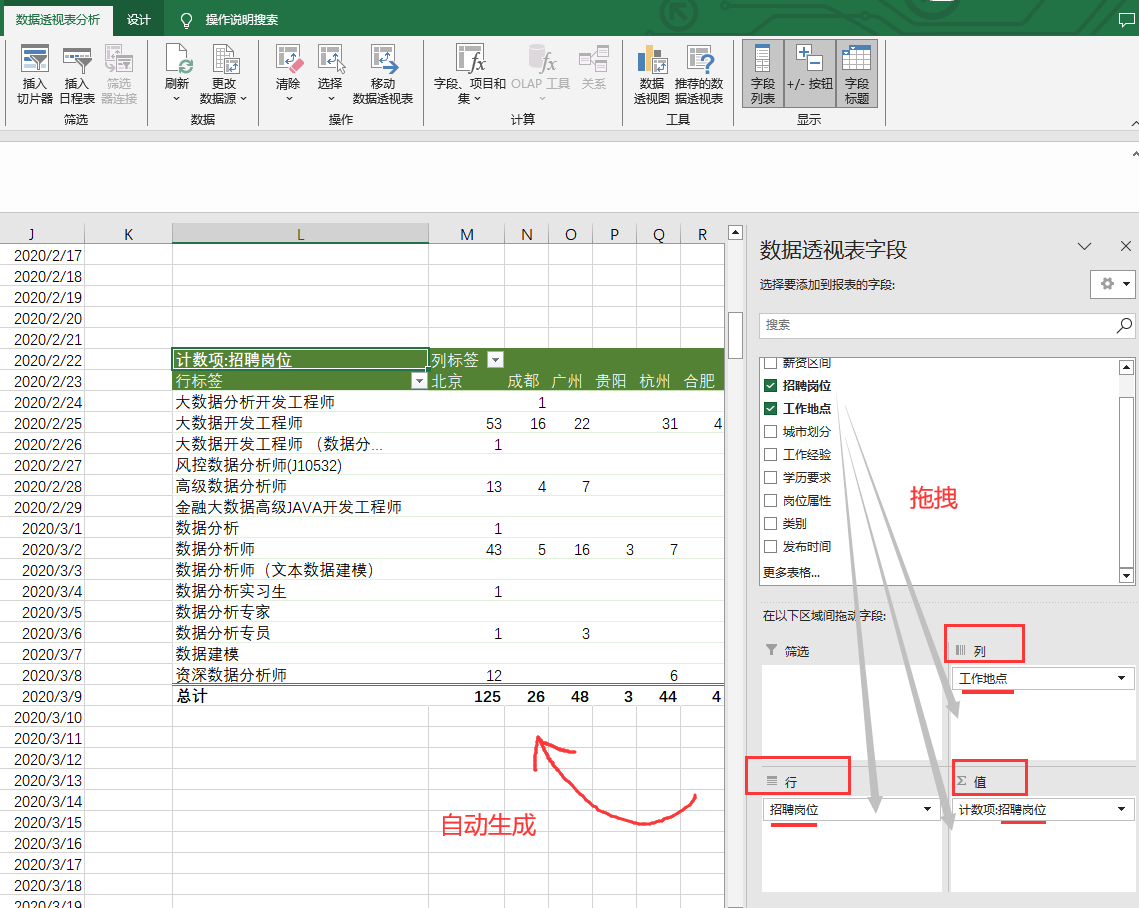 数据透视表分析 设计 操作说明搜索
插入 切片器 插入 日程表 筛选 器连接 刷新 更改 数据源 清除 选择 移动 数据透视表 字段、项目和 集 OLAP 工具 关系 数据 透视图 推荐的数 据透视表 字段 列表 +/- 按钮 字段 标题
筛选 数据 操作 计算 工具 显示
J K L M N O P Q R
2020/2/17
2020/2/18
2020/2/19
2020/2/20
2020/2/21
2020/2/22 计数项:招聘岗位 列标签
2020/2/23 行标签 北京 成都 广州 贵阳 杭州 合肥
2020/2/24 大数据分析开发工程师 1
2020/2/25 大数据开发工程师 53 16 22 31 4
2020/2/26 大数据开发工程师 （数据分... 1
2020/2/27 风控数据分析师(J10532)
2020/2/28 高级数据分析师 13 4 7
2020/2/29 金融大数据高级JAVA开发工程师
2020/3/1 数据分析 1
2020/3/2 数据分析师 43 5 16 3 7
2020/3/3 数据分析师（文本数据建模）
2020/3/4 数据分析实习生 1
2020/3/5 数据分析专家
2020/3/6 数据分析专员 1 3
2020/3/7 数据建模
2020/3/8 资深数据分析师 12 6
2020/3/9 总计 125 26 48 3 44 4
2020/3/10
2020/3/11
2020/3/12
2020/3/13
2020/3/14
2020/3/15
2020/3/16
2020/3/17
2020/3/18
2020/3/19
自动生成
数据透视表字段
选择要添加到报表的字段:
搜索
薪资区间
招聘岗位
工作地点
城市划分
工作经验
学历要求
岗位属性
类别
发布时间
更多表格...
拖拽
在以下区域间拖动字段:
筛选 列
工作地点
行 Σ 值
招聘岗位 计数项:招聘岗位